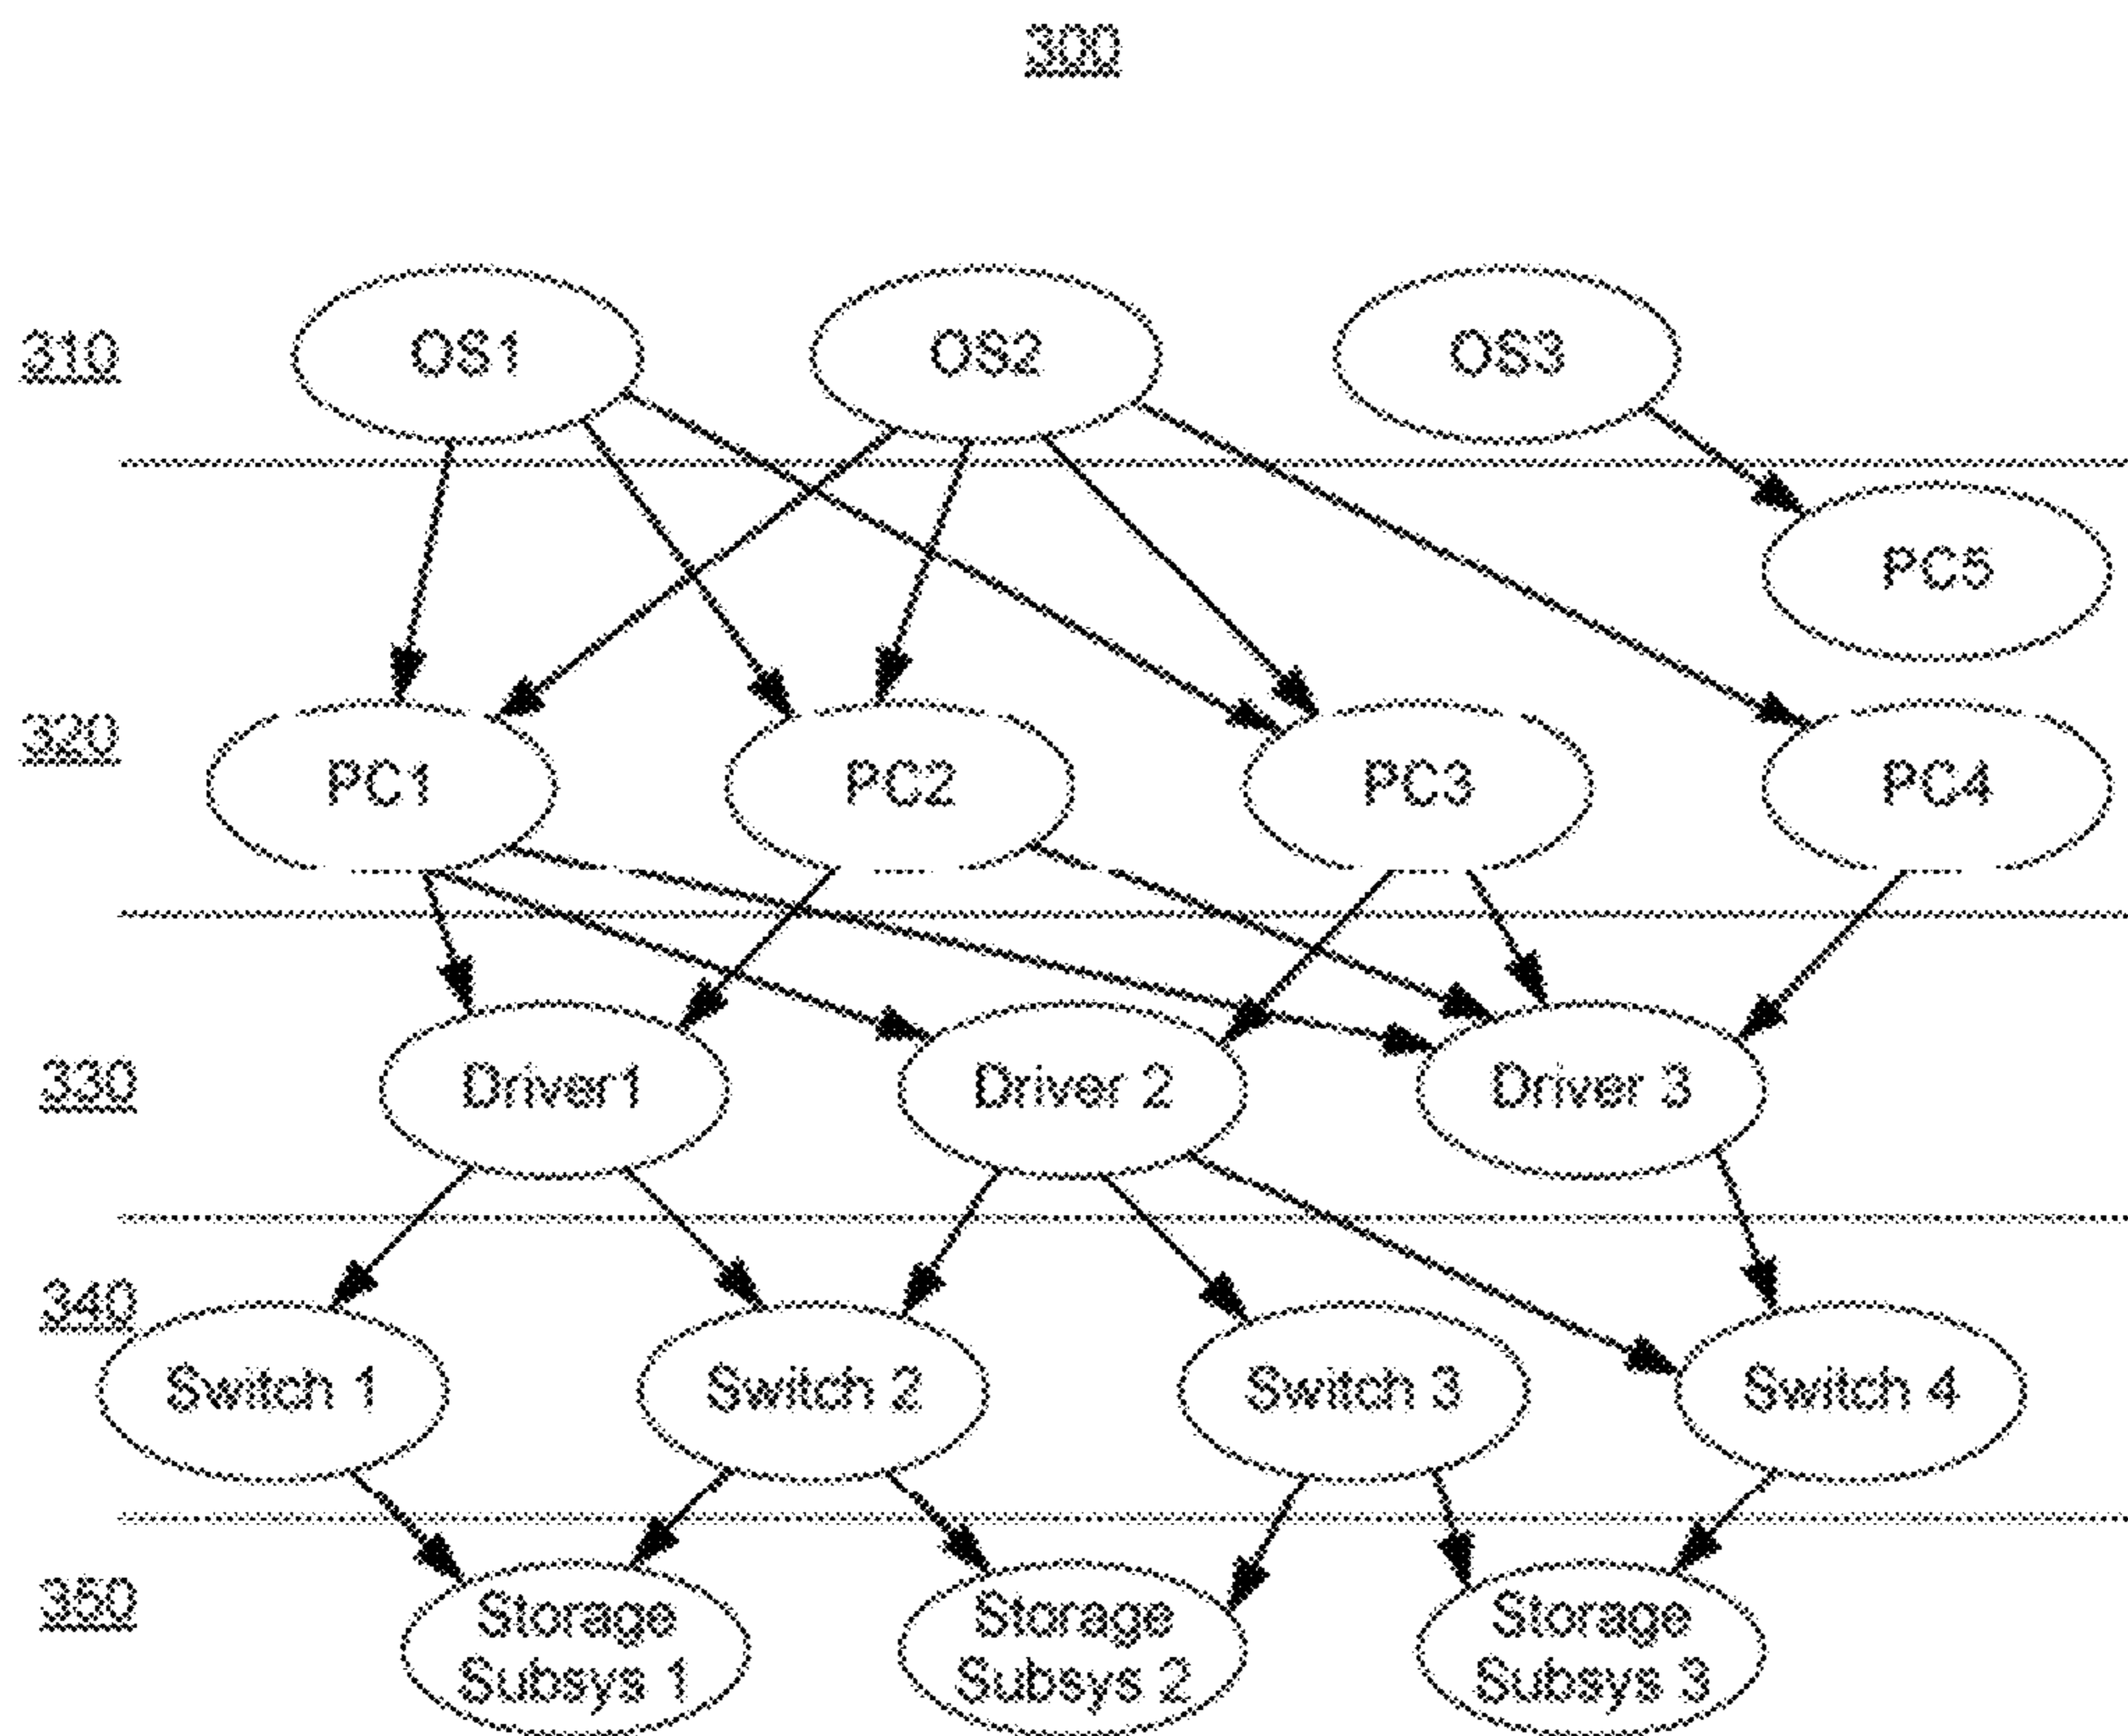 300
310
OS1
OS2
OS3
PC5
320
PC1
PC2
PC3
PC4
330
Driver1
Driver 2
Driver 3
340
Switch 1
Switch 2
Switch 3
Switch 4
350
Storage
Subsys 1
Storage
Subsys 2
Storage
Subsys 3